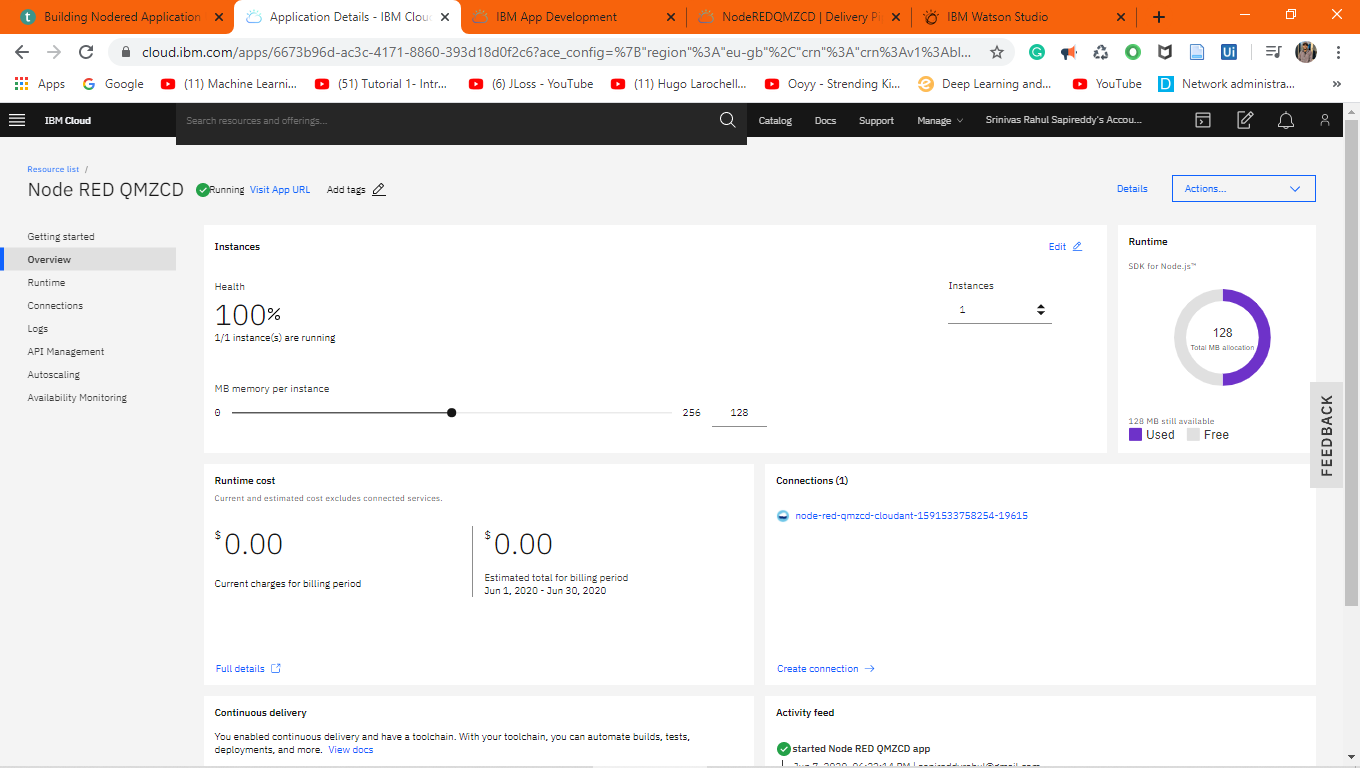 Building Nodered Application
Application Details - IBM Clou
IBM App Development
NodeREDQMZCD | Delivery Pi
IBM Watson Studio
cloud.ibm.com/apps/6673b96d-ac3c-4171-8860-393d18d0f2c6?ace_config=%7B"region"%3A"eu-gb"%2C"crn"%3A"crn%3Av1%3Abl...
Apps
Google
(11) Machine Learni...
(51) Tutorial 1- Intr...
(6) JLoss - YouTube
(11) Hugo Larochell...
Ooyy - Strending Ki...
Deep Learning and...
YouTube
Network administra...
IBM Cloud
Search resources and offerings...
Catalog
Docs
Support
Manage
Srinivas Rahul Sapireddy's Accou...
Resource list /
Node RED QMZCD
Running
Visit App URL
Add tags
Details
Actions...
Getting started
Overview
Runtime
Connections
Logs
API Management
Autoscaling
Availability Monitoring
Instances
Edit
Health
100%
1/1 instance(s) are running
Instances
1
MB memory per instance
0
256
128
Runtime
SDK for Node.js™
128
Total MB allocation
128 MB still available
Used
Free
FEEDBACK
Runtime cost
Current and estimated cost excludes connected services.
$0.00
Current charges for billing period
$0.00
Estimated total for billing period
Jun 1, 2020 - Jun 30, 2020
Full details
Connections (1)
node-red-qmzcd-cloudant-1591533758254-19615
Create connection
Continuous delivery
You enabled continuous delivery and have a toolchain. With your toolchain, you can automate builds, tests,
deployments, and more. View docs
Activity feed
started Node RED QMZCD app
Jun 7, 2020, 06:22:14 PM | sapireddyrahul@gmail.com